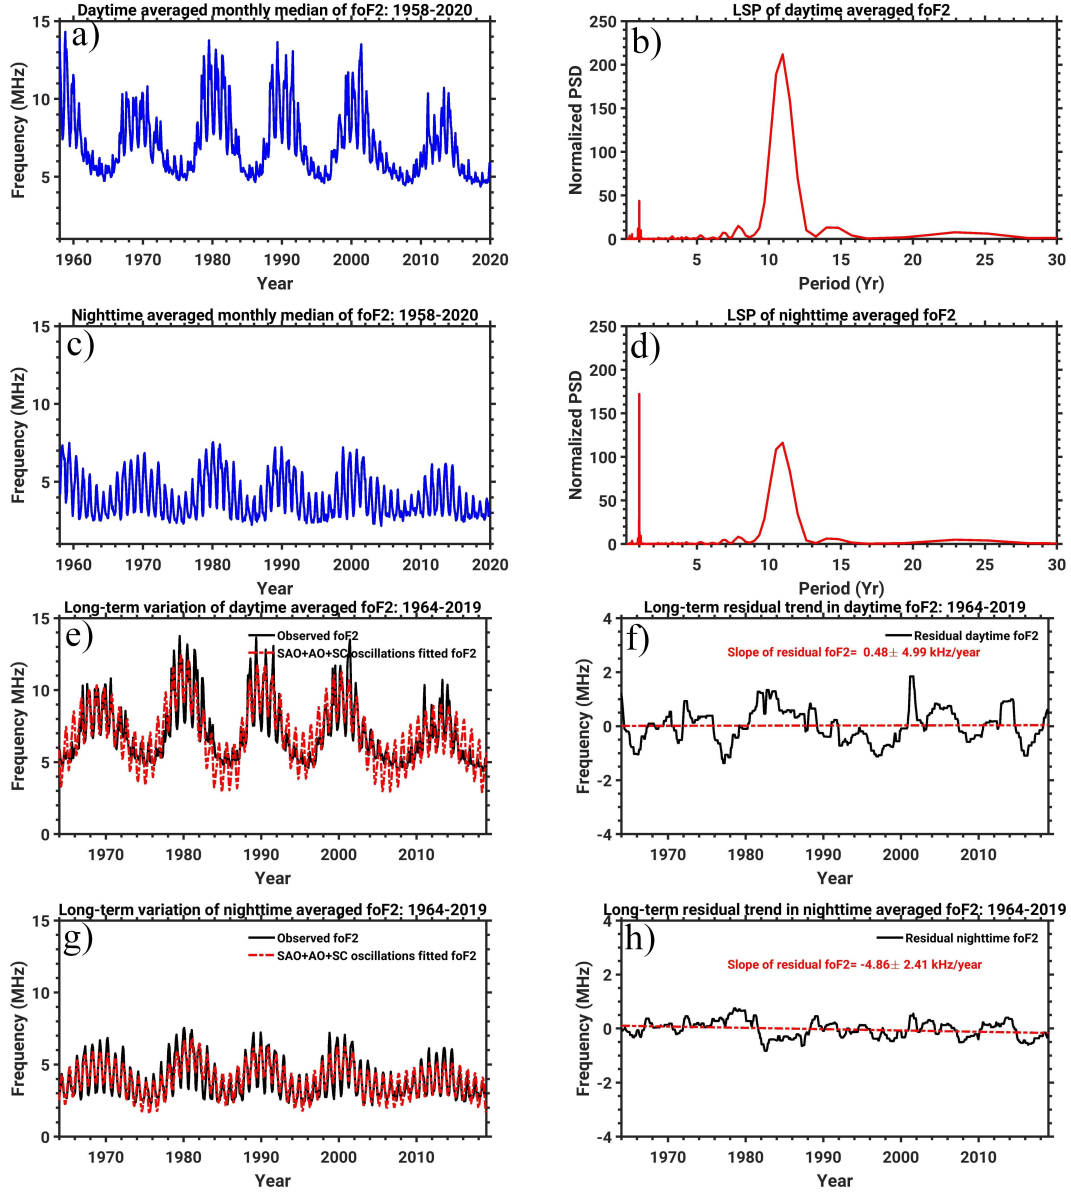 Daytime averaged monthly median of foF2: 1958-2020
a)
15
10
5
Frequency (MHz)
1960 1970 1980 1990 2000 2010 2020
Year
LSP of daytime averaged foF2
b)
250
200
150
100
50
0
Normalized PSD
5 10 15 20 25 30
Period (Yr)
Nighttime averaged monthly median of foF2: 1958-2020
c)
15
10
5
Frequency (MHz)
1960 1970 1980 1990 2000 2010 2020
Year
LSP of nighttime averaged foF2
d)
250
200
150
100
50
0
Normalized PSD
5 10 15 20 25 30
Period (Yr)
Long-term variation of daytime averaged foF2: 1964-2019
e)
Observed foF2
SAO+AO+SC oscillations fitted foF2
15
10
5
0
Frequency (MHz)
1970 1980 1990 2000 2010
Year
Long-term residual trend in daytime foF2: 1964-2019
f)
Residual daytime foF2
Slope of residual foF2= 0.48± 4.99 kHz/year
4
2
0
-2
-4
Frequency (MHz)
1970 1980 1990 2000 2010
Year
Long-term variation of nighttime averaged foF2: 1964-2019
g)
Observed foF2
SAO+AO+SC oscillations fitted foF2
15
10
5
0
Frequency (MHz)
1970 1980 1990 2000 2010
Year
Long-term residual trend in nighttime averaged foF2: 1964-2019
h)
Residual nighttime foF2
Slope of residual foF2= -4.86± 2.41 kHz/year
4
2
0
-2
-4
Frequency (MHz)
1970 1980 1990 2000 2010
Year